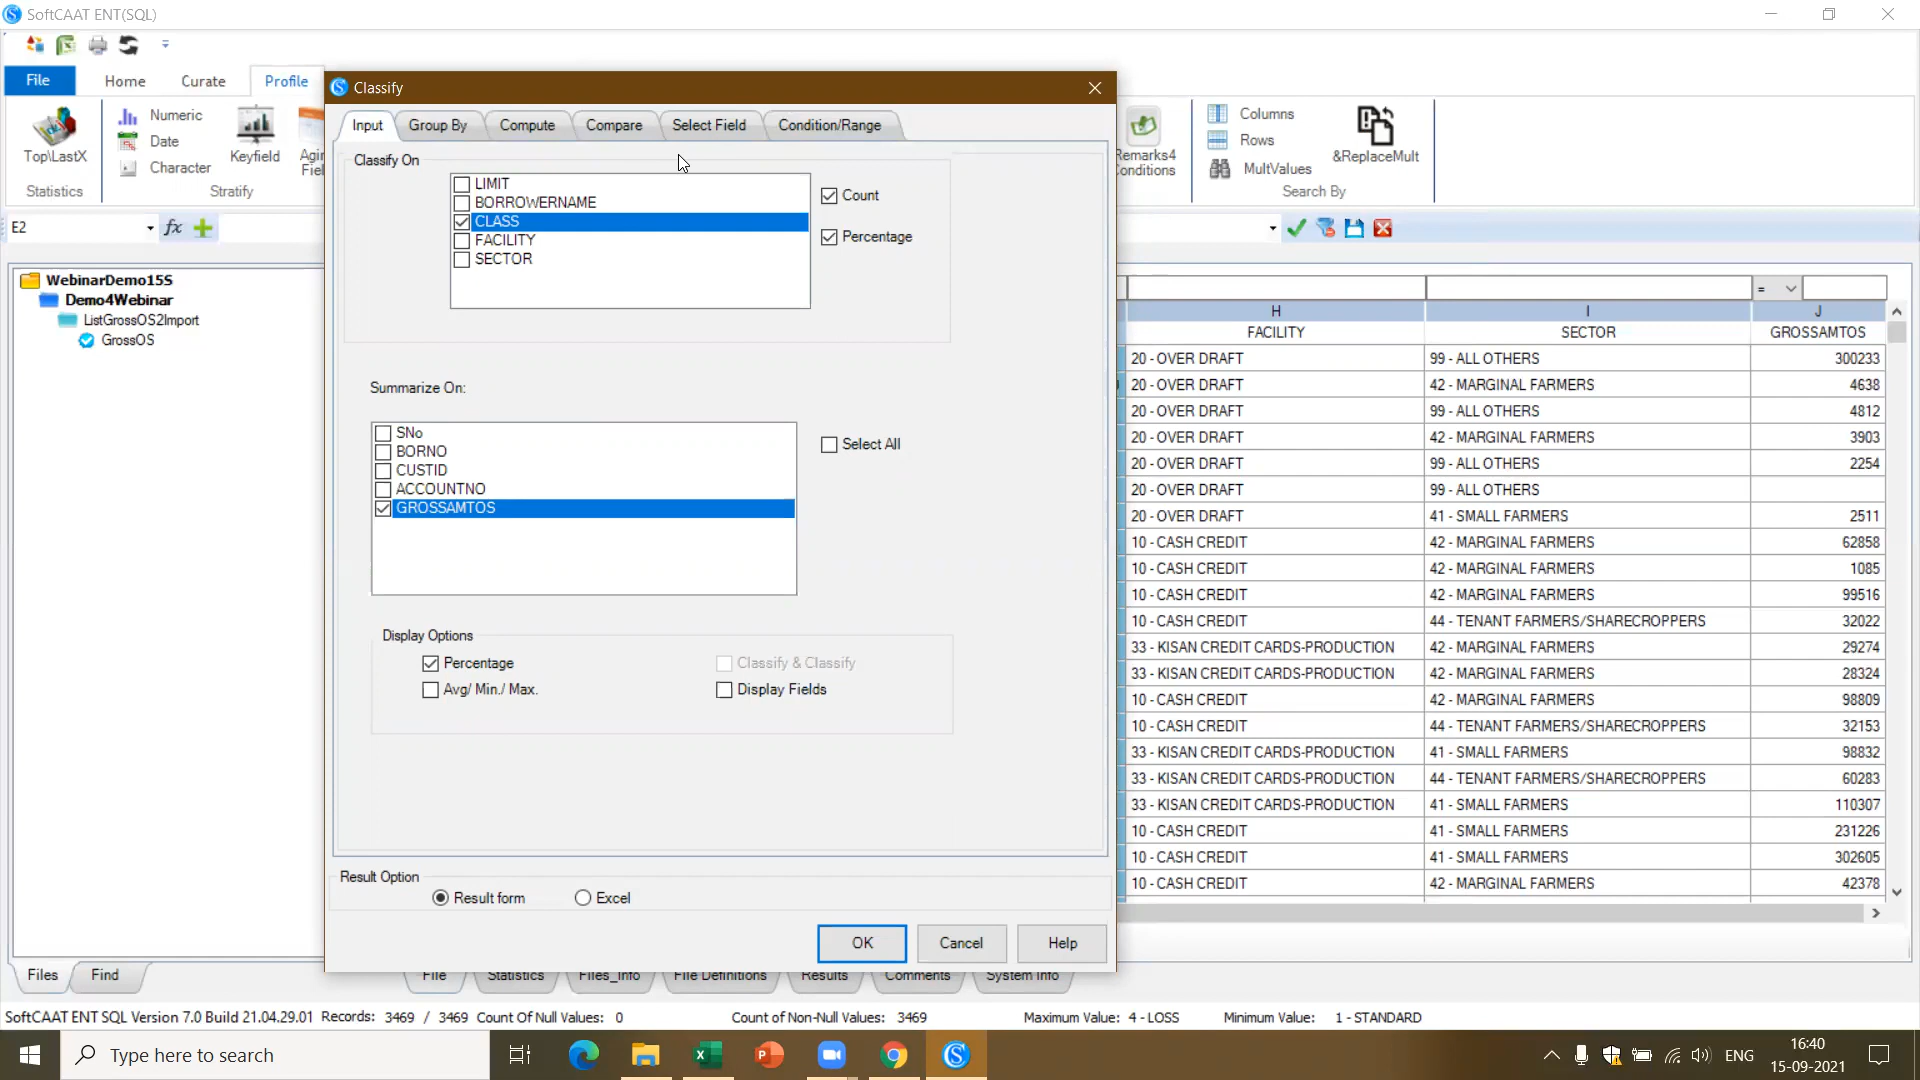 SoftCAAT ENT(SQL)
File Home Curate Profile
Top\LastX
Statistics
Numeric
Date
Character
Keyfield
Stratify
Classify
Input Group By Compute Compare Select Field Condition/Range
Classify On
LIMIT
BORROWERNAME
CLASS
FACILITY
SECTOR
Count
Percentage
Summarize On:
SNo
BORNO
CUSTID
ACCOUNTNO
GROSSAMTOS
Select All
Display Options
Percentage
Classify & Classify
Avg/ Min./ Max.
Display Fields
Result Option
Result form
Excel
OK Cancel Help
Columns
Rows
MultValues
&ReplaceMult
Search By
E2 fx
WebinarDemo15S
Demo4Webinar
ListGrossOS2Import
GrossOS
=
H I J
FACILITY SECTOR GROSSAMTOS
20 - OVER DRAFT 99 - ALL OTHERS 300233
20 - OVER DRAFT 42 - MARGINAL FARMERS 4638
20 - OVER DRAFT 99 - ALL OTHERS 4812
20 - OVER DRAFT 42 - MARGINAL FARMERS 3903
20 - OVER DRAFT 99 - ALL OTHERS 2254
20 - OVER DRAFT 99 - ALL OTHERS
20 - OVER DRAFT 41 - SMALL FARMERS 2511
10 - CASH CREDIT 42 - MARGINAL FARMERS 62858
10 - CASH CREDIT 42 - MARGINAL FARMERS 1085
10 - CASH CREDIT 42 - MARGINAL FARMERS 99516
10 - CASH CREDIT 44 - TENANT FARMERS/SHARECROPPERS 32022
33 - KISAN CREDIT CARDS-PRODUCTION 42 - MARGINAL FARMERS 29274
33 - KISAN CREDIT CARDS-PRODUCTION 42 - MARGINAL FARMERS 28324
10 - CASH CREDIT 42 - MARGINAL FARMERS 98809
10 - CASH CREDIT 44 - TENANT FARMERS/SHARECROPPERS 32153
33 - KISAN CREDIT CARDS-PRODUCTION 41 - SMALL FARMERS 98832
33 - KISAN CREDIT CARDS-PRODUCTION 44 - TENANT FARMERS/SHARECROPPERS 60283
33 - KISAN CREDIT CARDS-PRODUCTION 41 - SMALL FARMERS 110307
10 - CASH CREDIT 41 - SMALL FARMERS 231226
10 - CASH CREDIT 41 - SMALL FARMERS 302605
10 - CASH CREDIT 42 - MARGINAL FARMERS 42378
Files Find File Statistics Files_Info File Definitions Results Comments System Info
SoftCAAT ENT SQL Version 7.0 Build 21.04.29.01 Records: 3469 / 3469 Count Of Null Values: 0 Count of Non-Null Values: 3469 Maximum Value: 4 - LOSS Minimum Value: 1 - STANDARD
Type here to search
ENG
16:40
15-09-2021